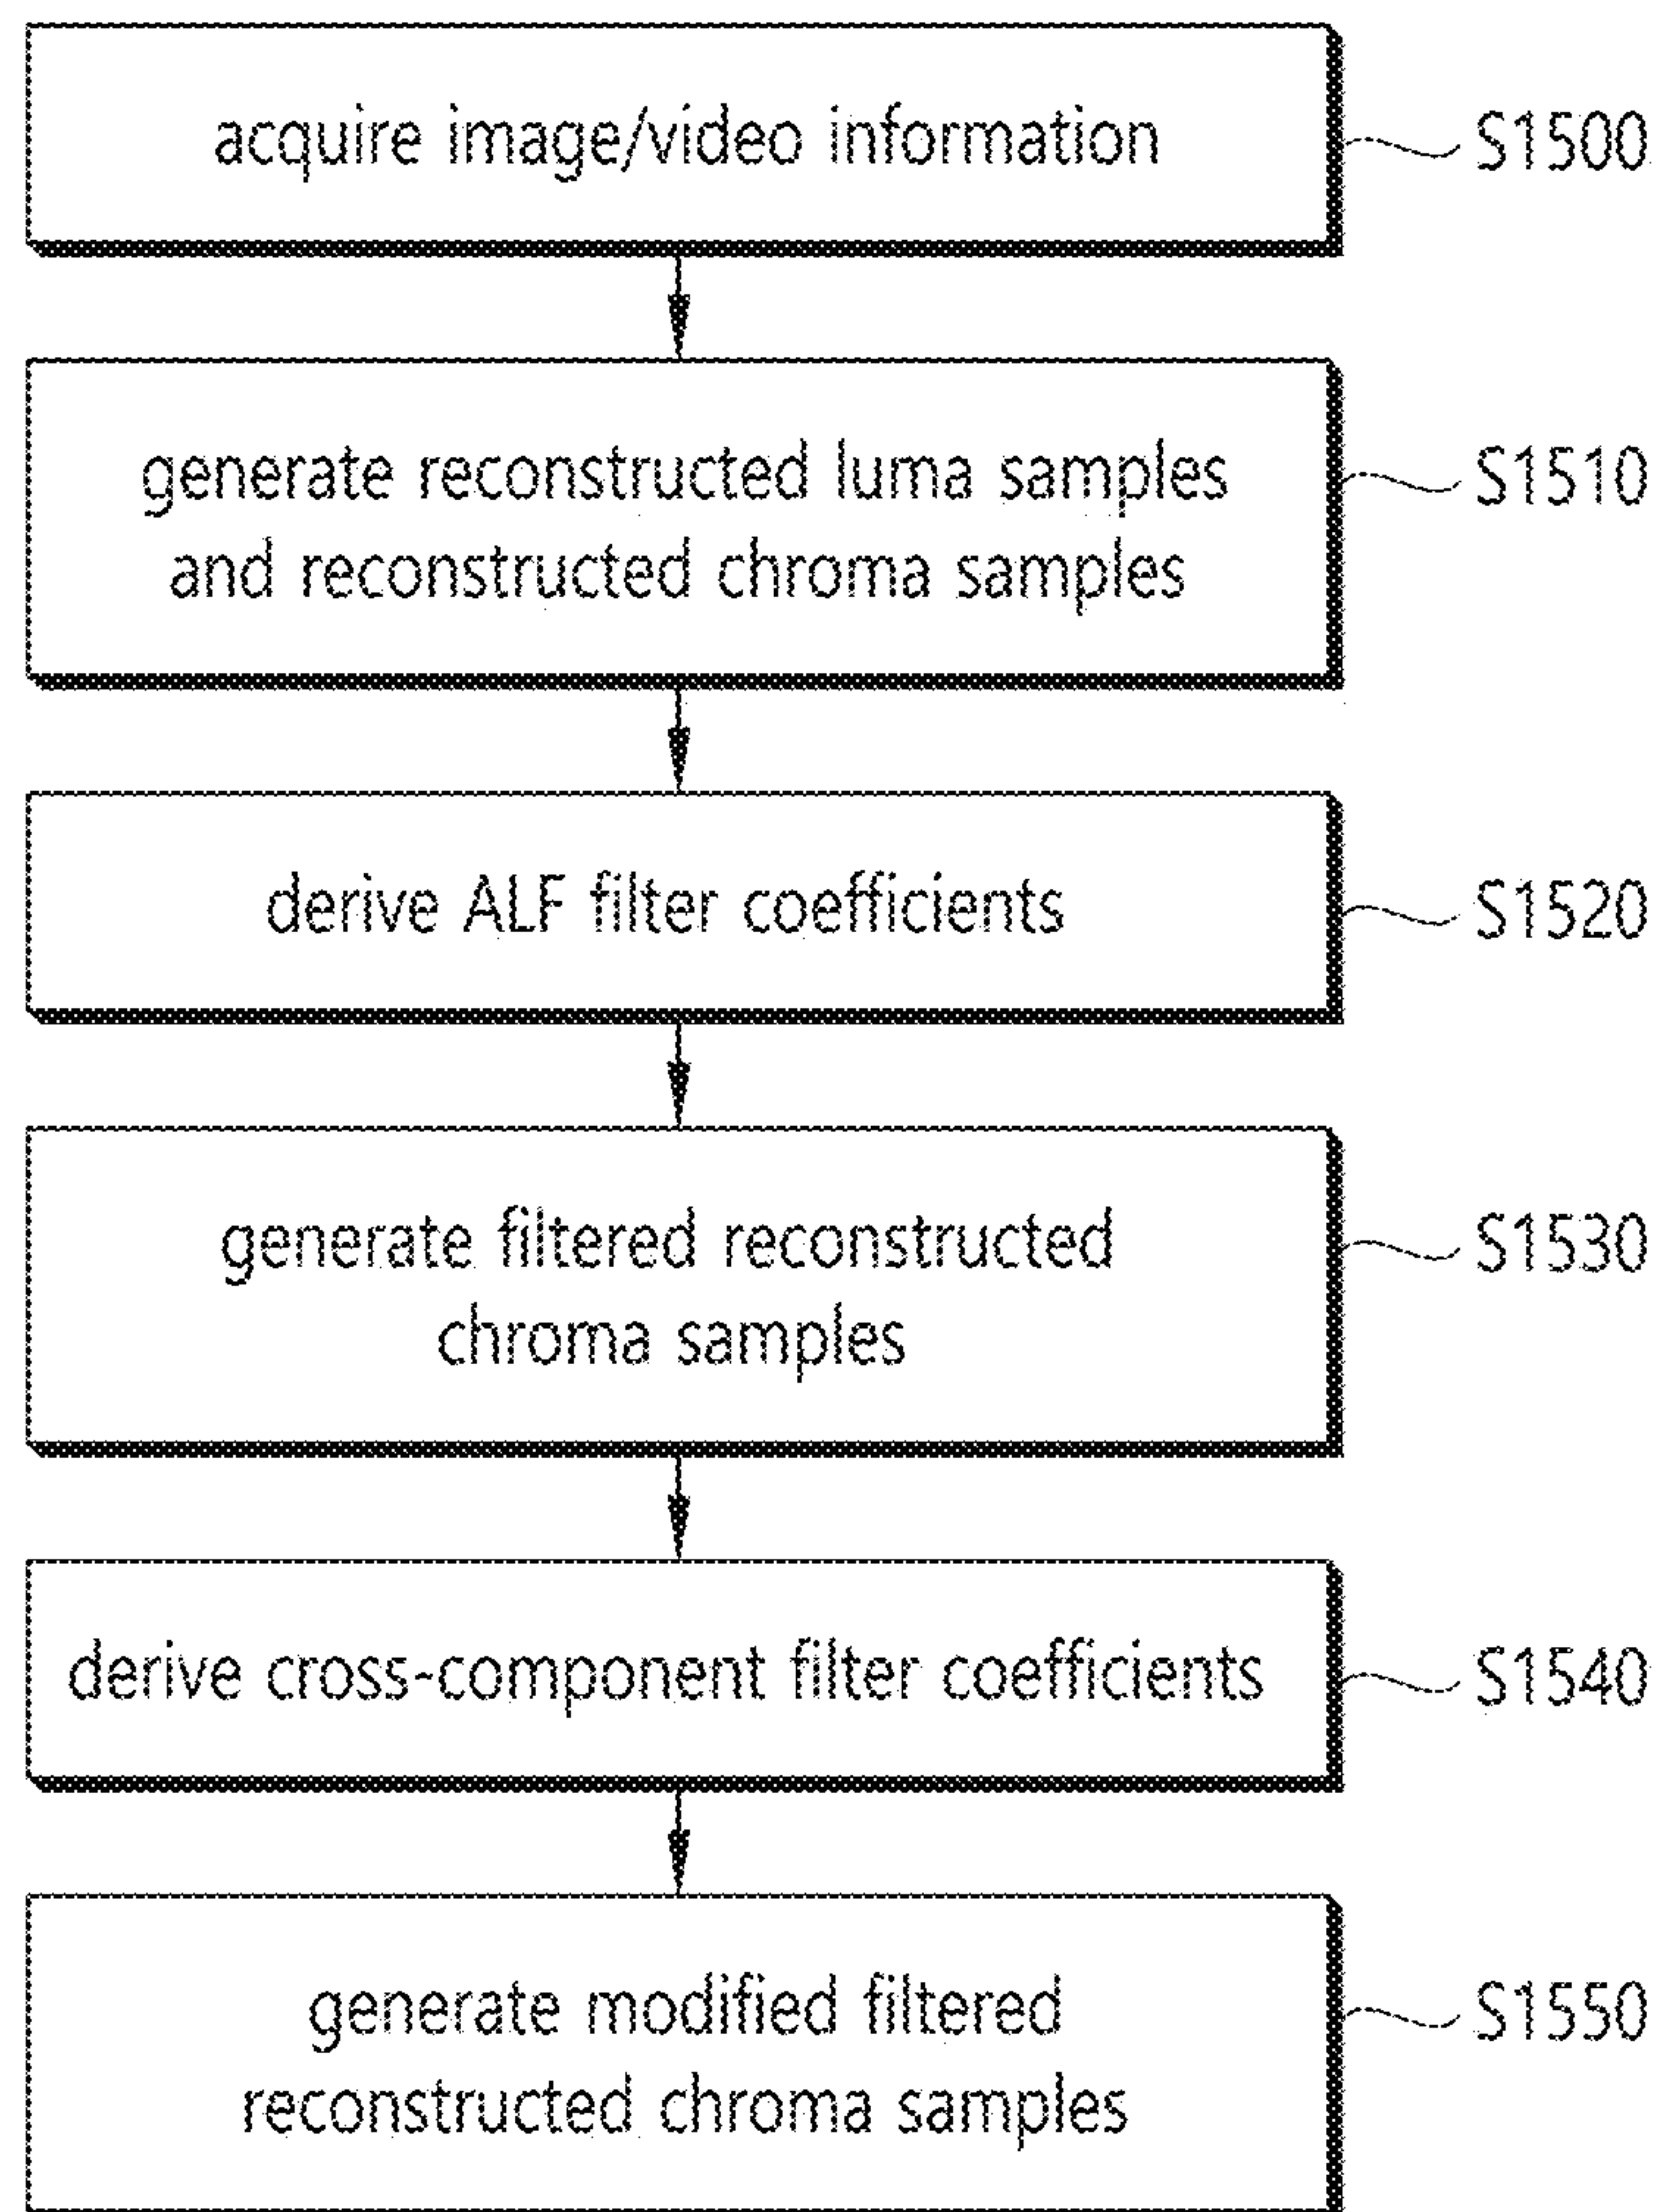 acquire image/video information
S1500
generate reconstructed luma samples
and reconstructed chroma samples
S1510
derive ALF filter coefficients
S1520
generate filtered reconstructed
chroma samples
S1530
derive cross-component filter coefficients
S1540
generate modified filtered
reconstructed chroma samples
S1550